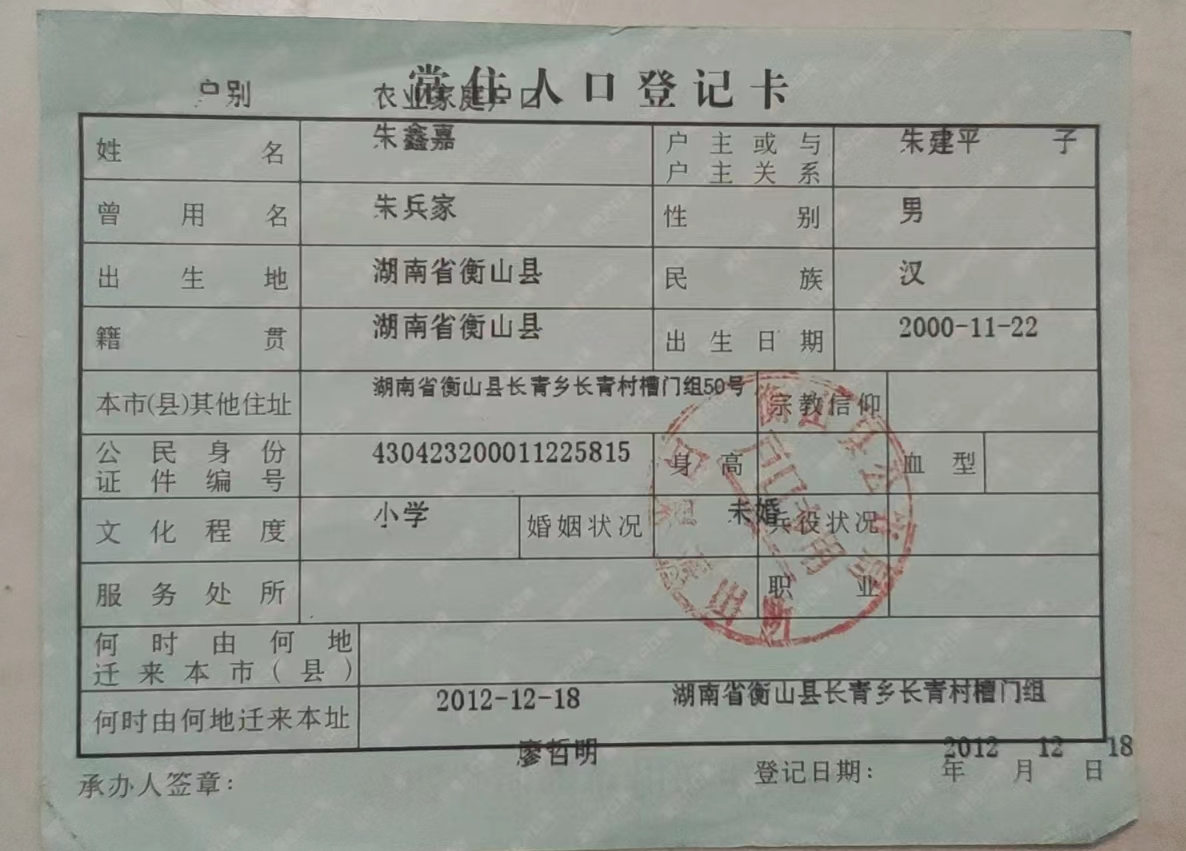 常住人口登记卡
户别 农业家庭户口
姓名 朱鑫嘉 户主或与户主关系 朱建平 子
曾用名 朱兵家 性别 男
出生地 湖南省衡山县 民族 汉
籍贯 湖南省衡山县 出生日期 2000-11-22
本市(县)其他住址 湖南省衡山县长青乡长青村槽门组50号 宗教信仰
公民身份证件编号 430423200011225815 身高 血型
文化程度 小学 婚姻状况 未婚 兵役状况
服务处所 职业
何时由何地迁来本市(县)
何时由何地迁来本址 2012-12-18 湖南省衡山县长青乡长青村槽门组
承办人签章: 廖哲明 登记日期: 2012年12月18日